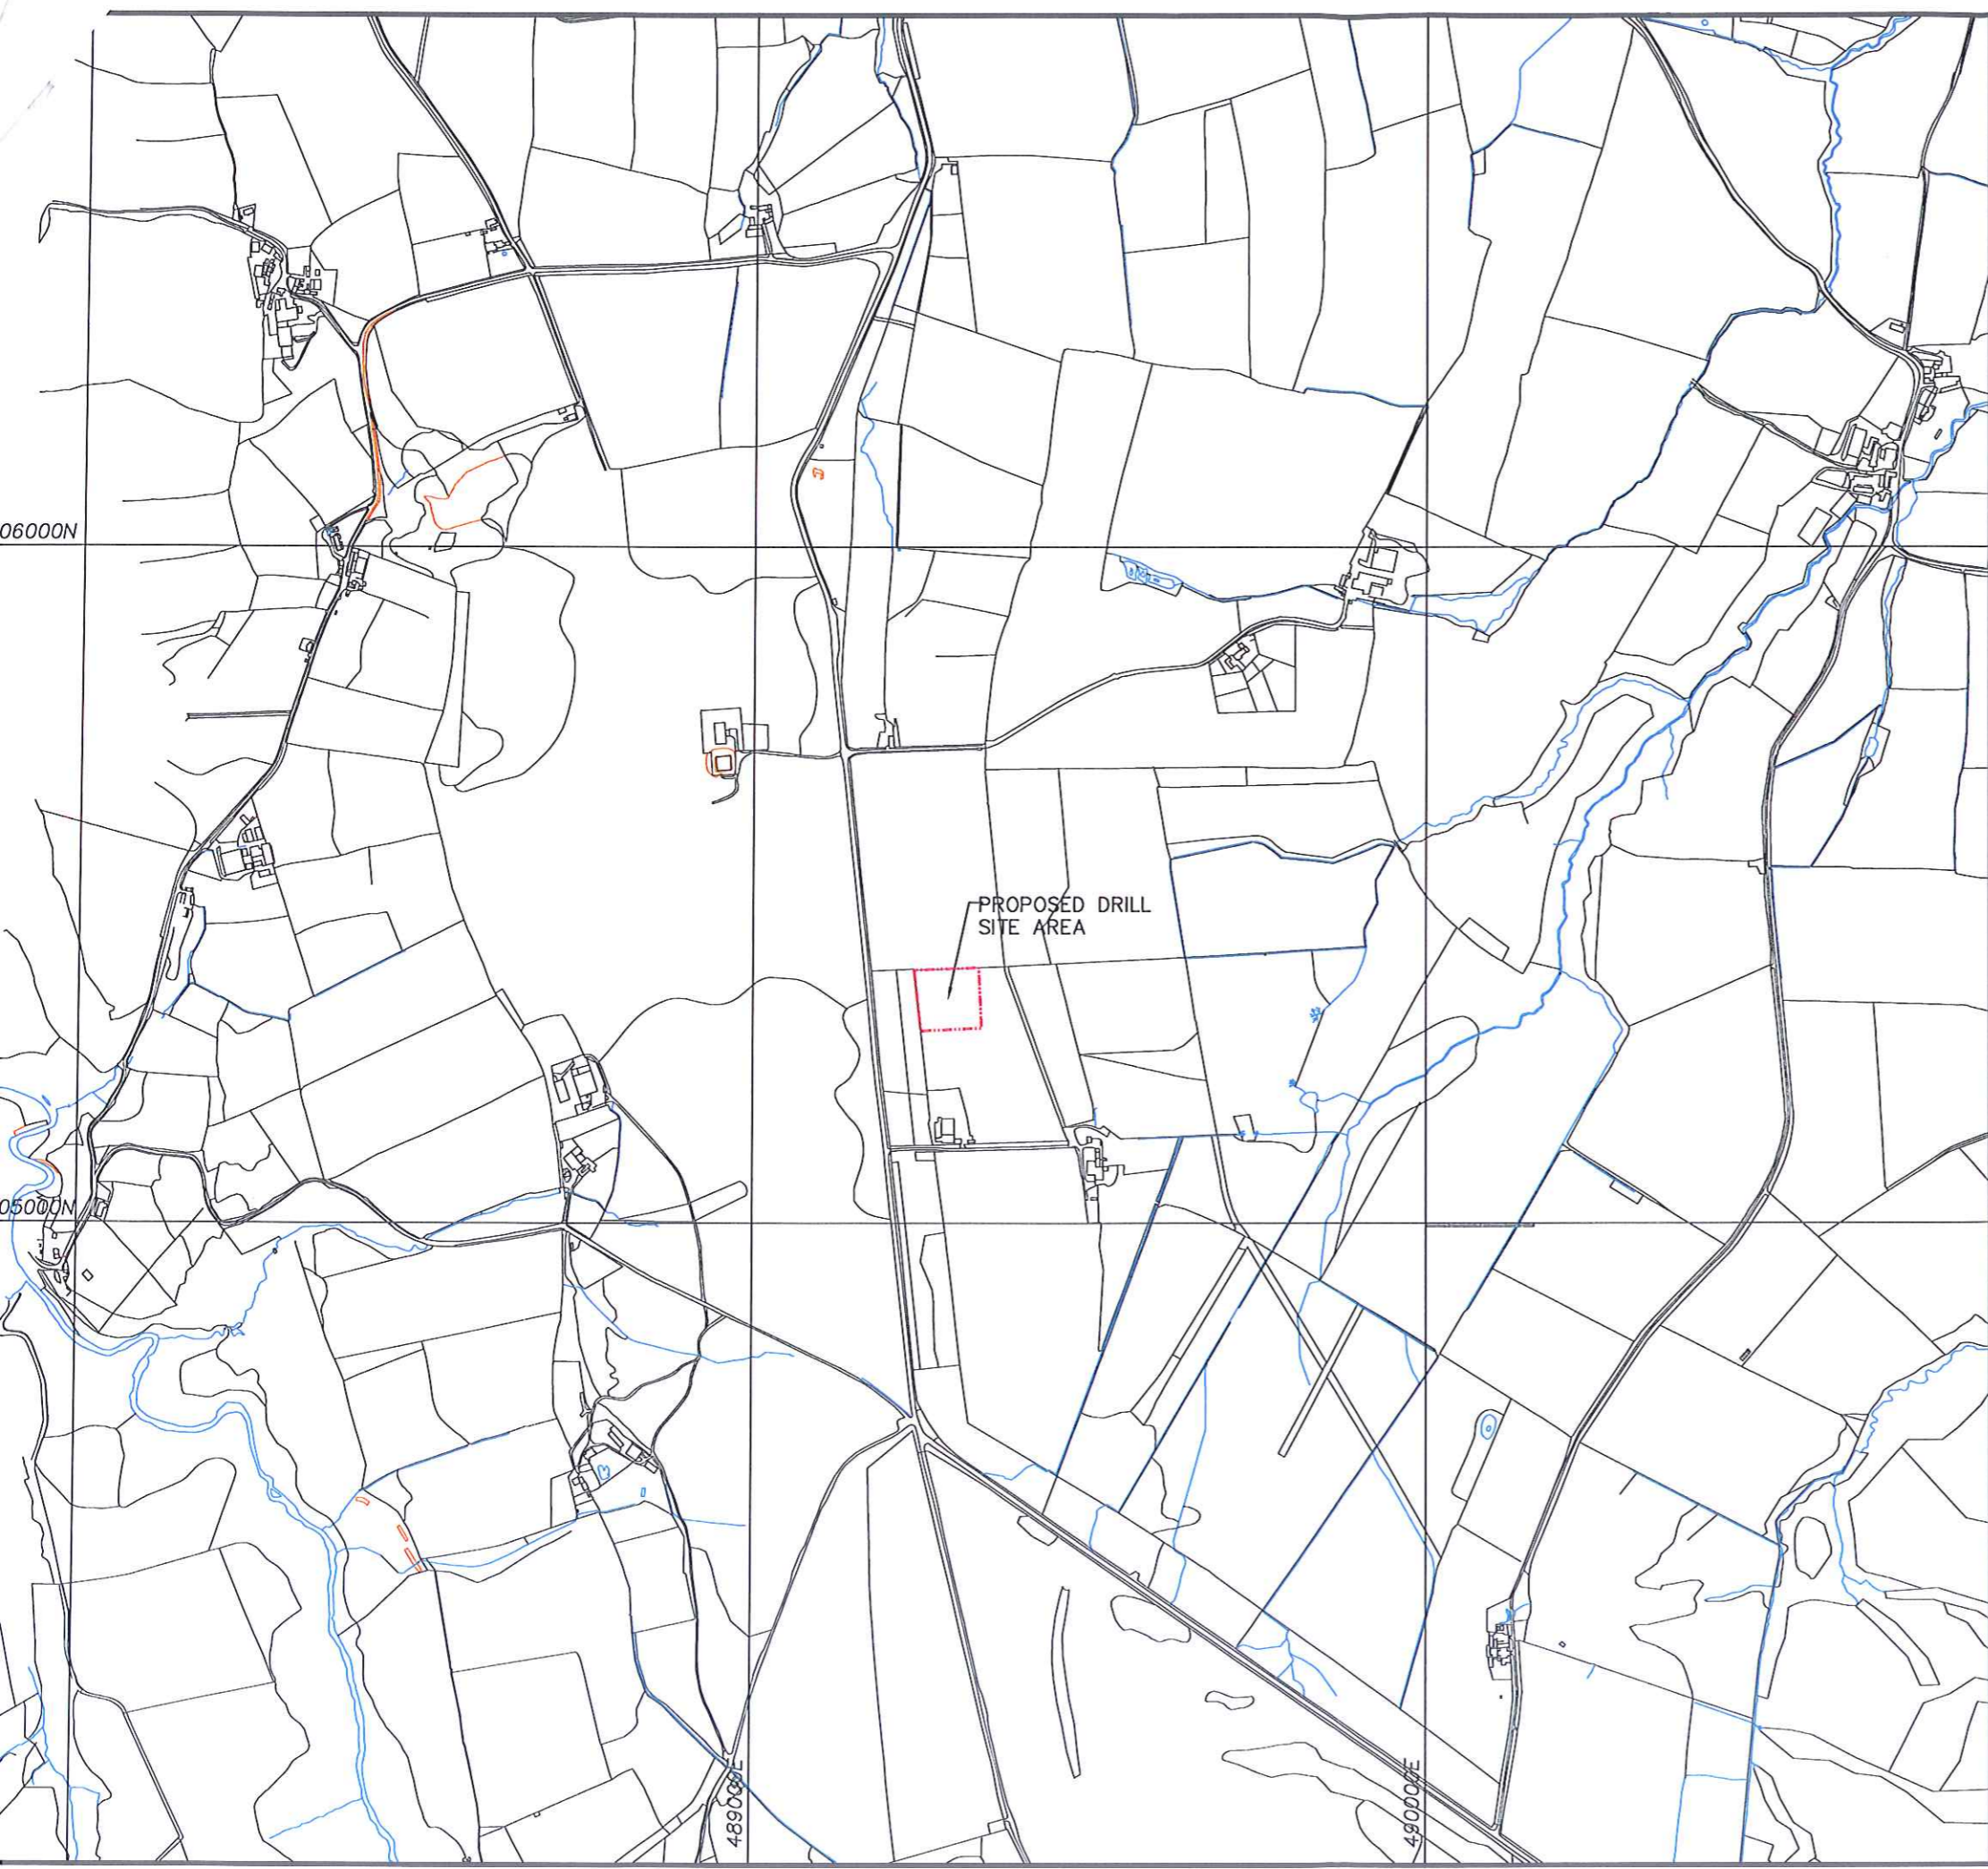 06000N
PROPOSED DRILL
SITE AREA
05000N
489000E
490000E